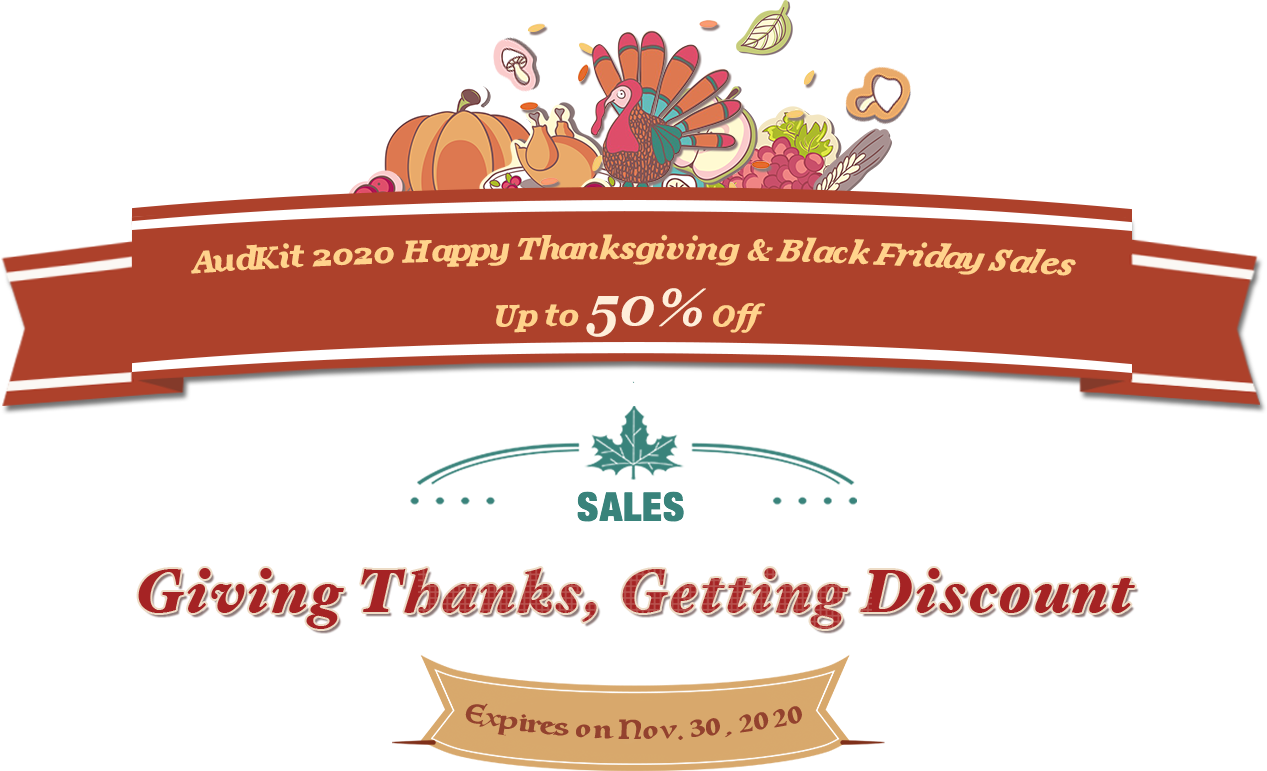 AudKit 2020 Happy Thanksgiving & Black Friday Sales
Up to 50% Off
SALES
Giving Thanks, Getting Discount
Expires on Nov. 30, 2020